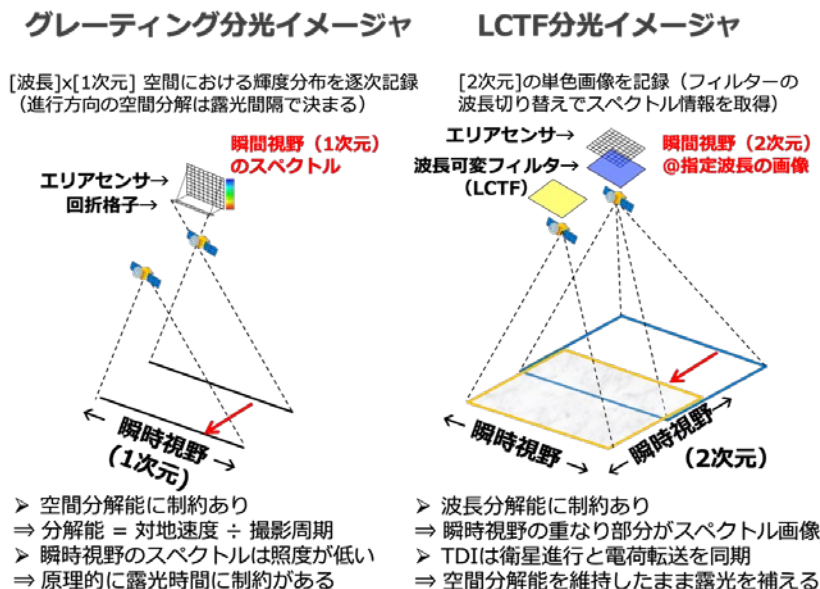 グレーティング分光イメージャ
[波長]x[1次元] 空間における輝度分布を逐次記録
（進行方向の空間分解は露光間隔で決まる）
瞬間視野（1次元）
のスペクトル
エリアセンサ→
回折格子→
← 瞬時視野 →
(1次元)
➢ 空間分解能に制約あり
⇒ 分解能 = 対地速度 ÷ 撮影周期
➢ 瞬時視野のスペクトルは照度が低い
⇒ 原理的に露光時間に制約がある
LCTF分光イメージャ
[2次元]の単色画像を記録（フィルターの
波長切り替えでスペクトル情報を取得）
エリアセンサ→
波長可変フィルタ→
（LCTF）
瞬間視野（2次元）
@指定波長の画像
← 瞬時視野 →
← 瞬時視野→
（2次元）
➢ 波長分解能に制約あり
⇒ 瞬時視野の重なり部分がスペクトル画像
➢ TDIは衛星進行と電荷転送を同期
⇒ 空間分解能を維持したまま露光を補える